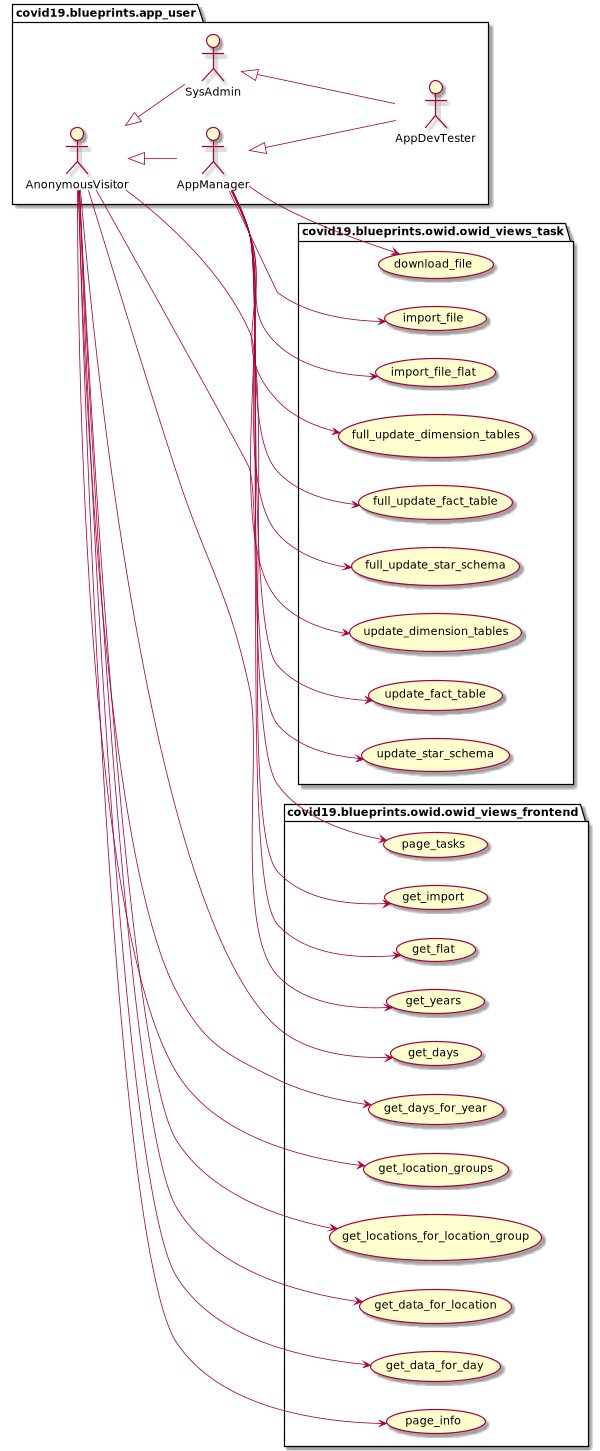 covid19.blueprints.app_user
SysAdmin
AppDevTester
AnonymousVisitor
AppManager
covid19.blueprints.owid.owid_views_task
download_file
import_file
import_file_flat
full_update_dimension_tables
full_update_fact_table
full_update_star_schema
update_dimension_tables
update_fact_table
update_star_schema
covid19.blueprints.owid.owid_views_frontend
page_tasks
get_import
get_flat
get_years
get_days
get_days_for_year
get_location_groups
get_locations_for_location_group
get_data_for_location
get_data_for_day
page_info